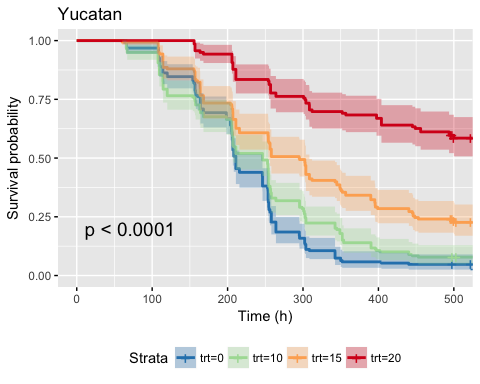 Yucatan
Survival probability
1.00
0.75
0.50
0.25
0.00
p < 0.0001
0 100 200 300 400 500
Time (h)
Strata trt=0 trt=10 trt=15 trt=20